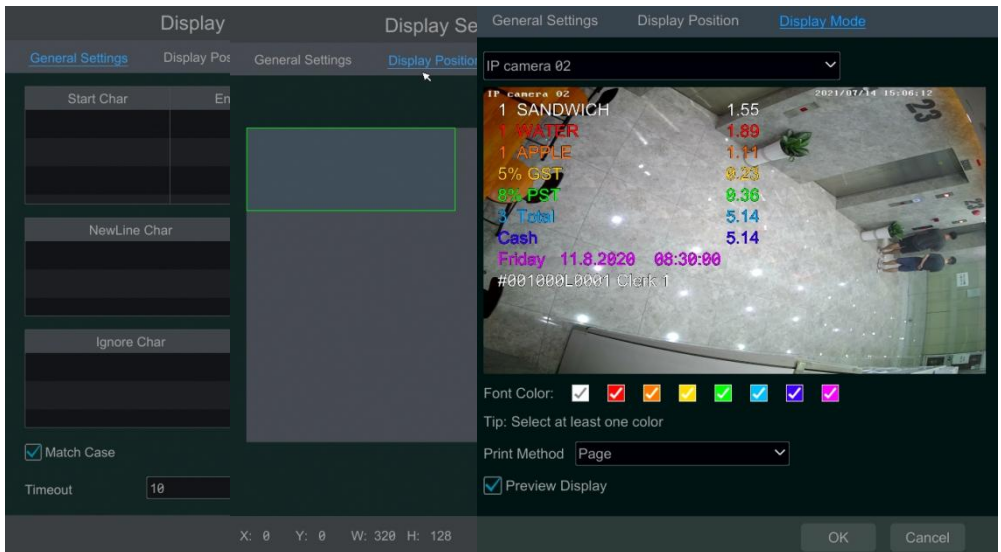 Display
General Settings
Display Pos
Start Char
En
NewLine Char
Ignore Char
Match Case
Timeout
10
Display Se
General Settings
Display Position
X: 0 Y: 0 W: 320 H: 128
General Settings
Display Position
Display Mode
IP camera 02
IP camera 02
2021/07/14 15:06:12
1 SANDWICH 1.55
1 WATER 1.89
1 APPLE 1.11
5% GST 0.23
8% PST 0.36
3 Total 5.14
Cash 5.14
Friday 11.8.2020 08:30:00
#001000L0001 Clerk 1
23
Font Color:
Tip: Select at least one color
Print Method
Page
Preview Display
OK
Cancel